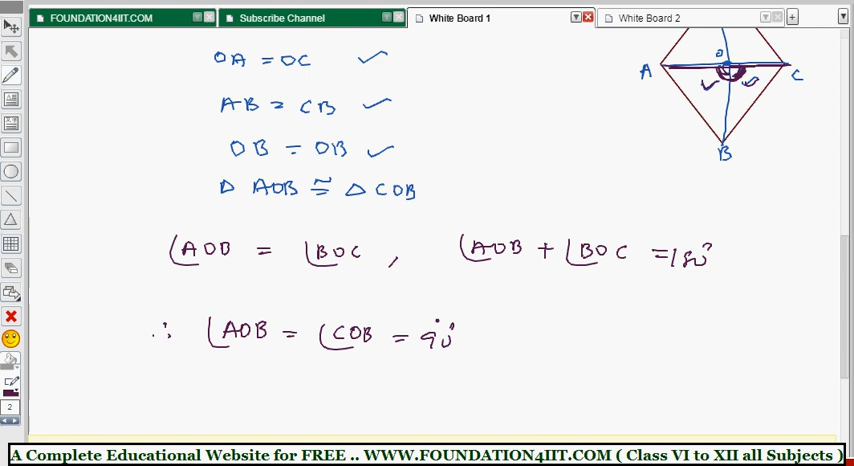 FOUNDATION4IIT.COM
Subscribe Channel
White Board 1
White Board 2
OA = OC ✓
AB = CB ✓
OB = OB ✓
△ AOB ≅ △ COB
O
A
C
B
∠AOB = ∠BOC , ∠AOB + ∠BOC = 180°
∴ ∠AOB = ∠COB = 90°
2
A Complete Educational Website for FREE .. WWW.FOUNDATION4IIT.COM ( Class VI to XII all Subjects )